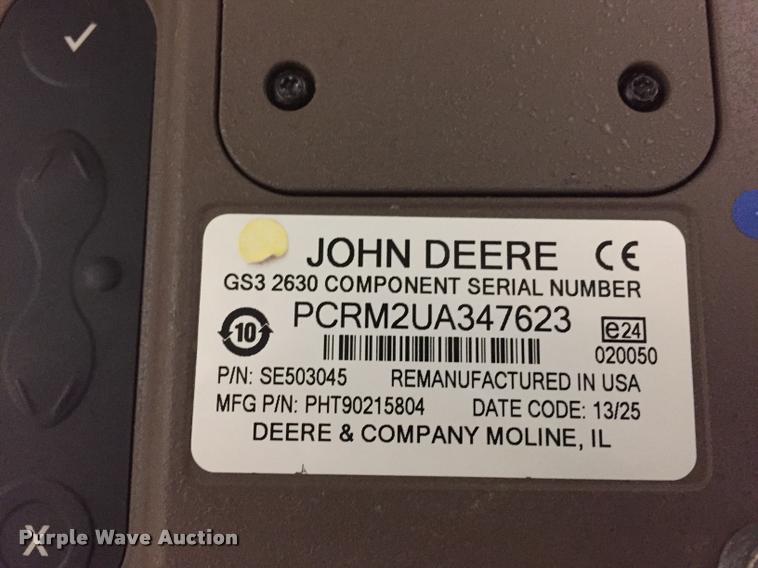 JOHN DEERE CE
GS3 2630 COMPONENT SERIAL NUMBER
PCRM2UA347623
10
e24
020050
P/N: SE503045 REMANUFACTURED IN USA
MFG P/N: PHT90215804 DATE CODE: 13/25
DEERE & COMPANY MOLINE, IL
X
Purple Wave Auction